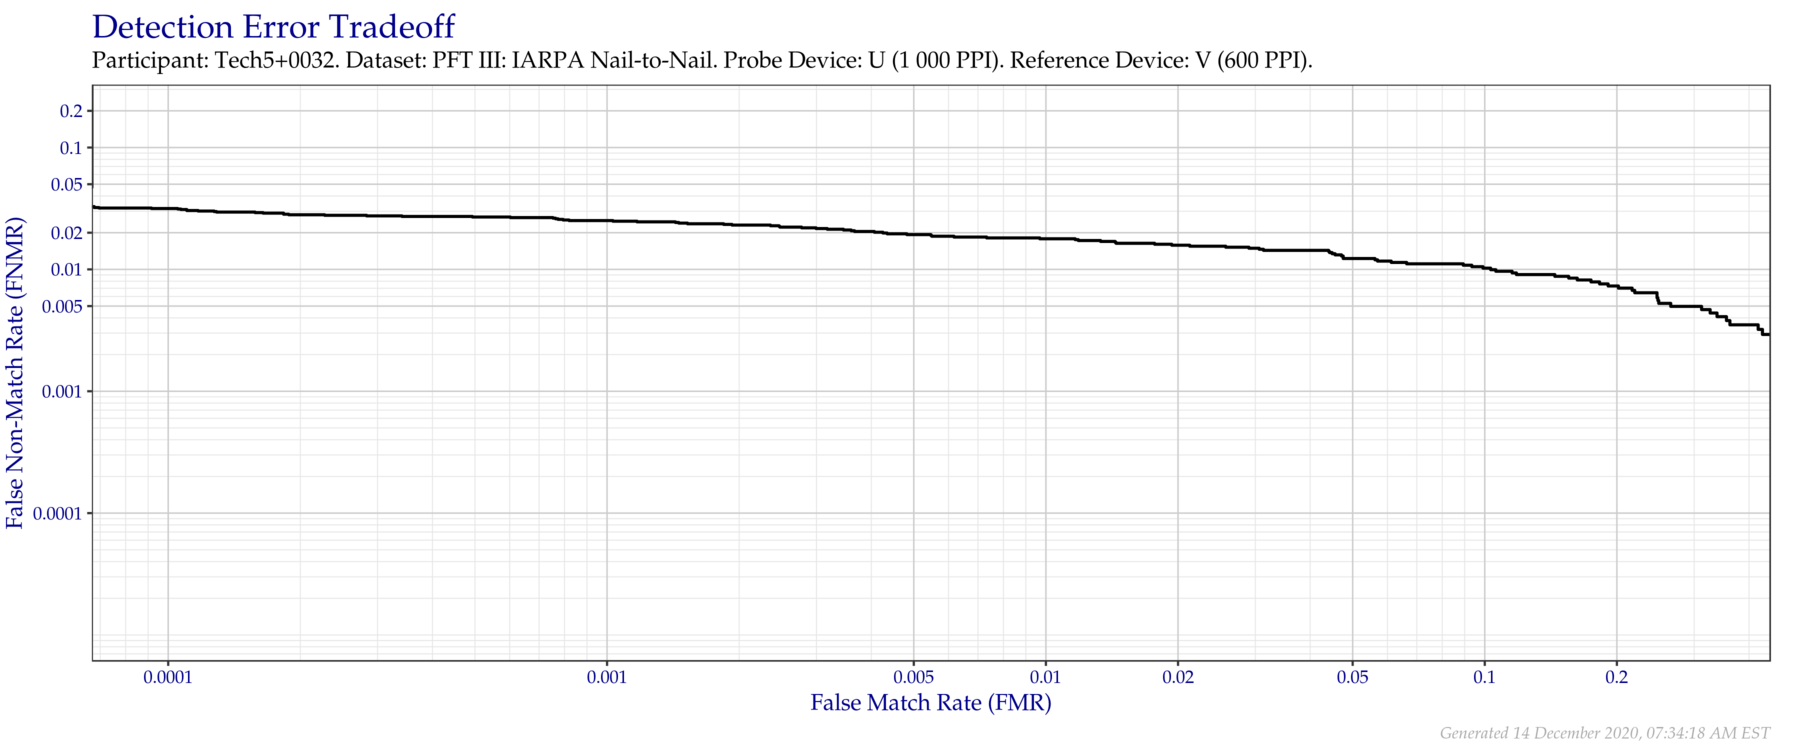 Detection Error Tradeoff
Participant: Tech5+0032. Dataset: PFT III: IARPA Nail-to-Nail. Probe Device: U (1 000 PPI). Reference Device: V (600 PPI).
False Non-Match Rate (FNMR)
0.2
0.1
0.05
0.02
0.01
0.005
0.001
0.0001
0.0001 0.001 0.005 0.01 0.02 0.05 0.1 0.2
False Match Rate (FMR)
Generated 14 December 2020, 07:34:18 AM EST